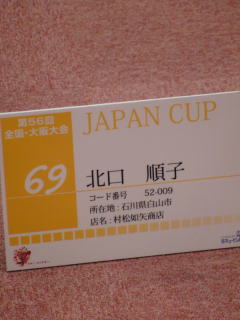 第56回
全国・大阪大会
JAPAN CUP
69
北口 順子
コード番号 52-009
所在地：石川県白山市
店名：村松如矢商店